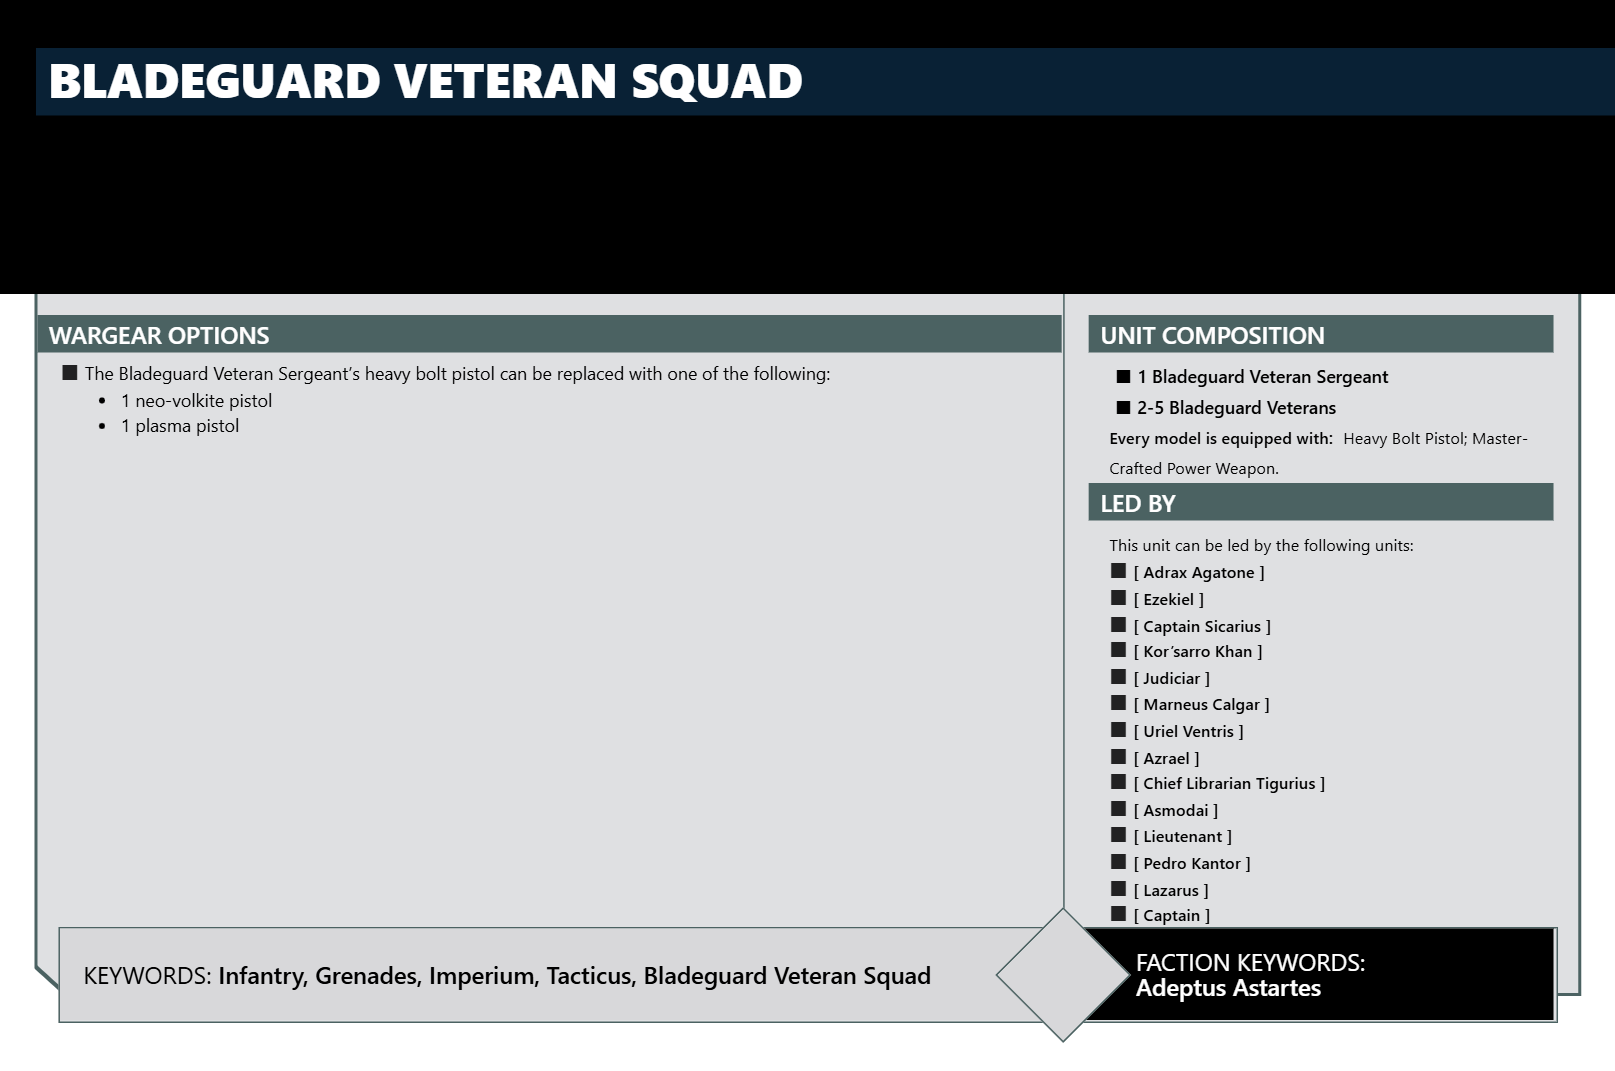 BLADEGUARD VETERAN SQUAD
WARGEAR OPTIONS
■ The Bladeguard Veteran Sergeant’s heavy bolt pistol can be replaced with one of the following:
• 1 neo-volkite pistol
• 1 plasma pistol
UNIT COMPOSITION
■ 1 Bladeguard Veteran Sergeant
■ 2-5 Bladeguard Veterans
Every model is equipped with: Heavy Bolt Pistol; Master-
Crafted Power Weapon.
LED BY
This unit can be led by the following units:
■ [ Adrax Agatone ]
■ [ Ezekiel ]
■ [ Captain Sicarius ]
■ [ Kor’sarro Khan ]
■ [ Judiciar ]
■ [ Marneus Calgar ]
■ [ Uriel Ventris ]
■ [ Azrael ]
■ [ Chief Librarian Tigurius ]
■ [ Asmodai ]
■ [ Lieutenant ]
■ [ Pedro Kantor ]
■ [ Lazarus ]
■ [ Captain ]
KEYWORDS: Infantry, Grenades, Imperium, Tacticus, Bladeguard Veteran Squad
FACTION KEYWORDS:
Adeptus Astartes